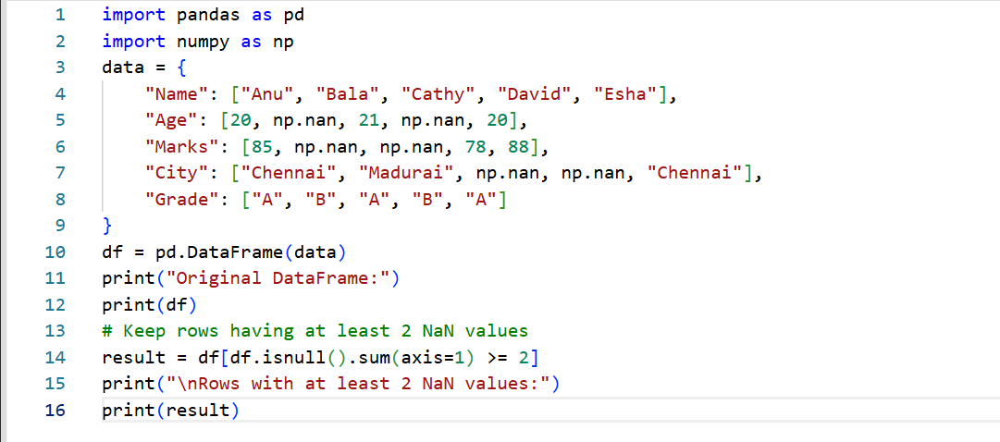 1 import pandas as pd
2 import numpy as np
3 data = {
4     "Name": ["Anu", "Bala", "Cathy", "David", "Esha"],
5     "Age": [20, np.nan, 21, np.nan, 20],
6     "Marks": [85, np.nan, np.nan, 78, 88],
7     "City": ["Chennai", "Madurai", np.nan, np.nan, "Chennai"],
8     "Grade": ["A", "B", "A", "B", "A"]
9 }
10 df = pd.DataFrame(data)
11 print("Original DataFrame:")
12 print(df)
13 # Keep rows having at least 2 NaN values
14 result = df[df.isnull().sum(axis=1) >= 2]
15 print("\nRows with at least 2 NaN values:")
16 print(result)